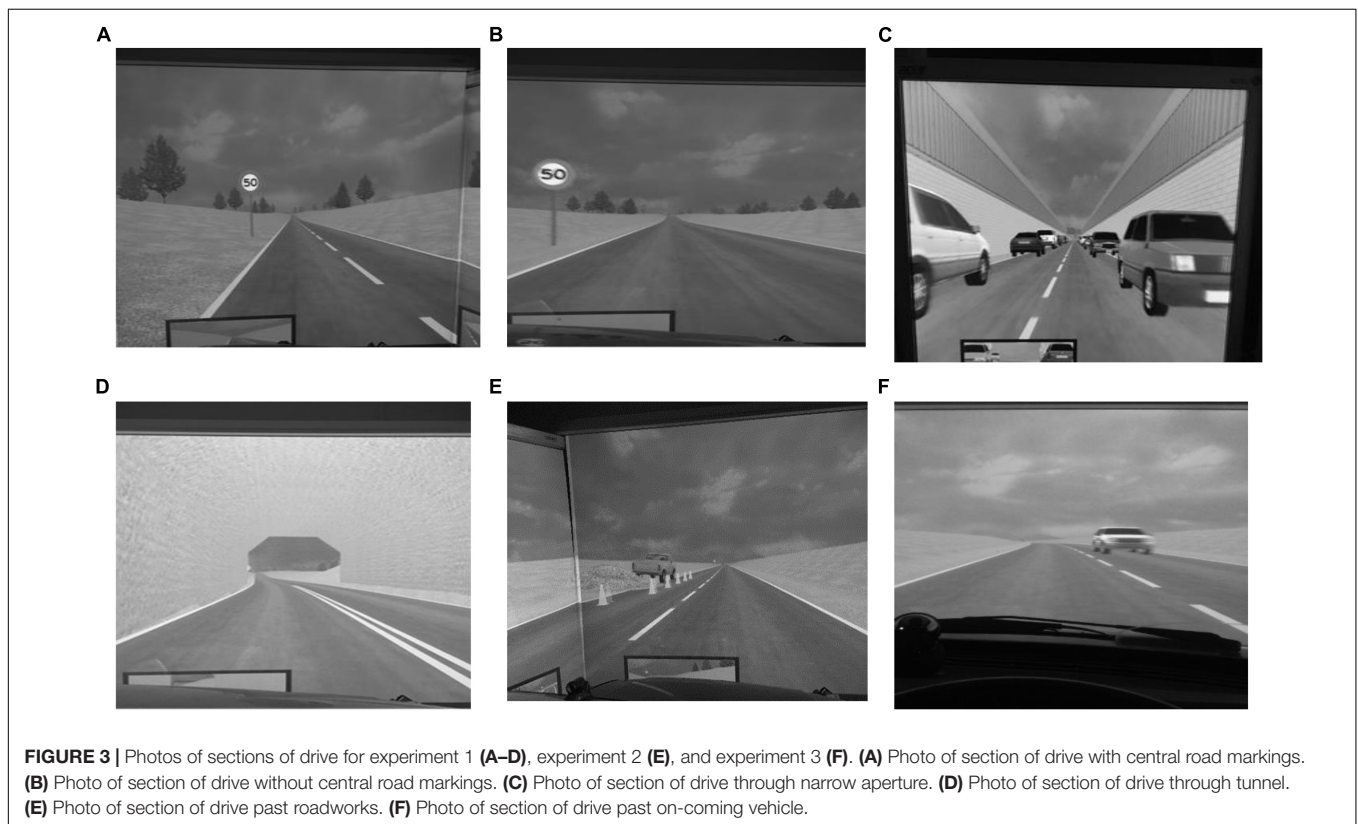 A
B
C
50
50
D
E
F
FIGURE 3 | Photos of sections of drive for experiment 1 (A–D), experiment 2 (E), and experiment 3 (F). (A) Photo of section of drive with central road markings.
(B) Photo of section of drive without central road markings. (C) Photo of section of drive through narrow aperture. (D) Photo of section of drive through tunnel.
(E) Photo of section of drive past roadworks. (F) Photo of section of drive past on-coming vehicle.